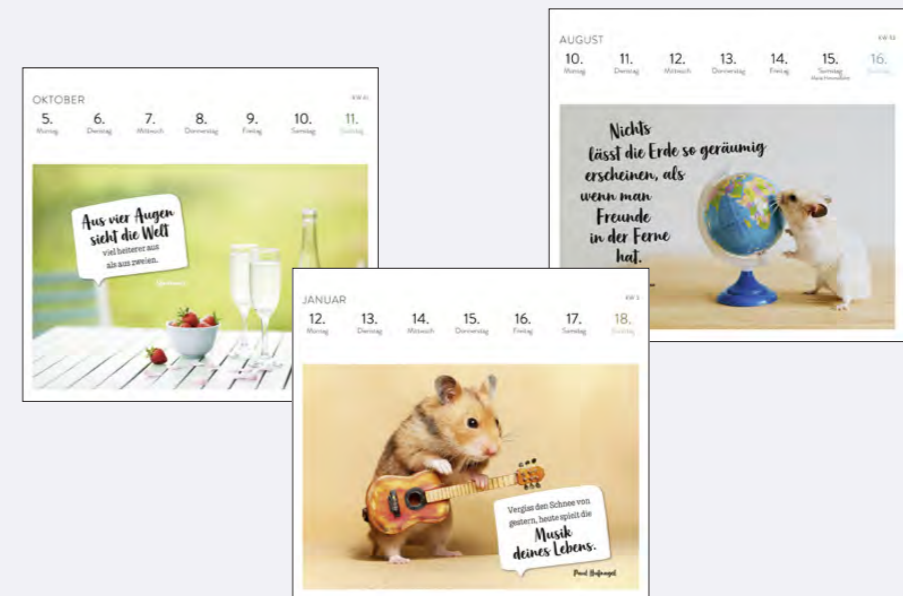 OKTOBER
5. 6. 7. 8. 9. 10. 11.
Montag Dienstag Mittwoch Donnerstag Freitag Samstag Sonntag
Aus vier Augen
sieht die Welt
viel heiterer aus
als aus zweien.
AUGUST
10. 11. 12. 13. 14. 15. 16.
Montag Dienstag Mittwoch Donnerstag Freitag Samstag Sonntag
Nichts
lässt die Erde so geräumig
erscheinen, als
wenn man
Freunde
in der Ferne
hat.
JANUAR KW 3
12. 13. 14. 15. 16. 17. 18.
Montag Dienstag Mittwoch Donnerstag Freitag Samstag Sonntag
Vergiss den Schnee von
gestern, heute spielt die
Musik
deines Lebens.
Paul Hufnagel